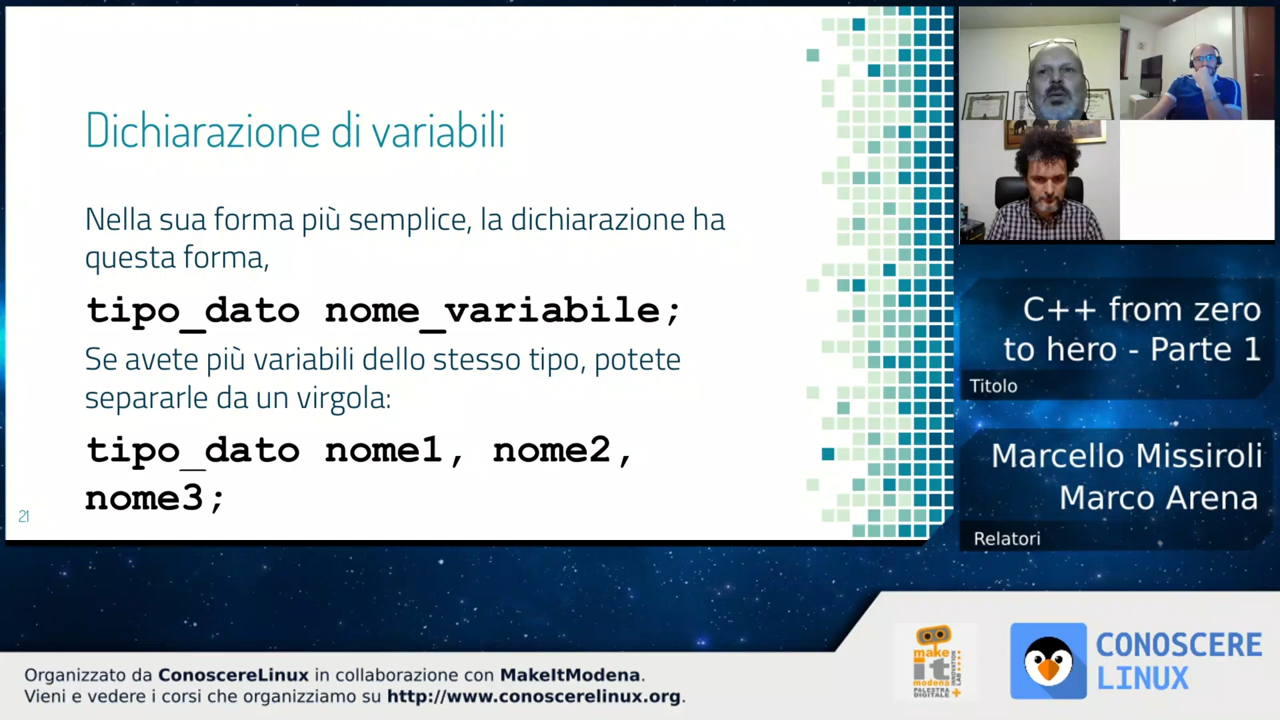 Dichiarazione di variabili
Nella sua forma più semplice, la dichiarazione ha
questa forma,
tipo_dato nome_variabile;
Se avete più variabili dello stesso tipo, potete
separarle da un virgola:
tipo_dato nome1, nome2,
nome3;
21
C++ from zero
to hero - Parte 1
Titolo
Marcello Missiroli
Marco Arena
Relatori
Organizzato da ConoscereLinux in collaborazione con MakeItModena.
Vieni e vedere i corsi che organizziamo su http://www.conoscerelinux.org.
make
it
modena
PALESTRA
DIGITALE
INNOVATION
LAB
CONOSCERE
LINUX